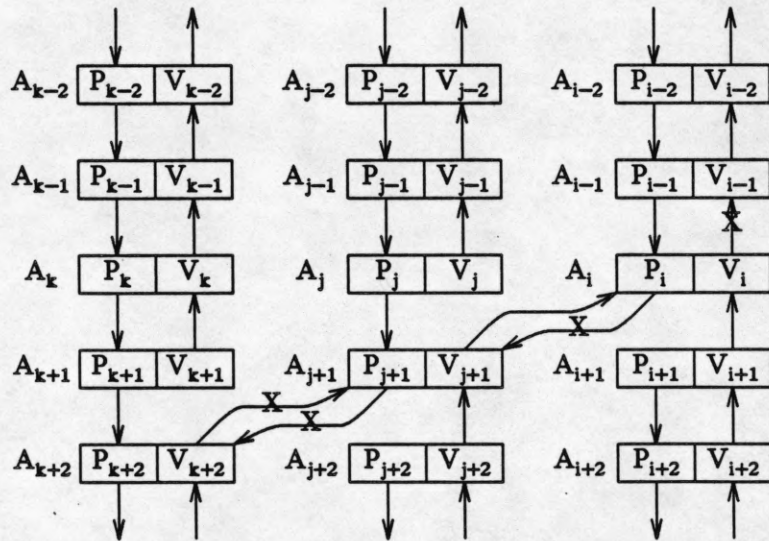 A_{k-2} P_{k-2} V_{k-2} A_{j-2} P_{j-2} V_{j-2} A_{i-2} P_{i-2} V_{i-2}
A_{k-1} P_{k-1} V_{k-1} A_{j-1} P_{j-1} V_{j-1} A_{i-1} P_{i-1} V_{i-1}
X
A_k P_k V_k A_j P_j V_j A_i P_i V_i
X
A_{k+1} P_{k+1} V_{k+1} A_{j+1} P_{j+1} V_{j+1} A_{i+1} P_{i+1} V_{i+1}
X X
A_{k+2} P_{k+2} V_{k+2} A_{j+2} P_{j+2} V_{j+2} A_{i+2} P_{i+2} V_{i+2}